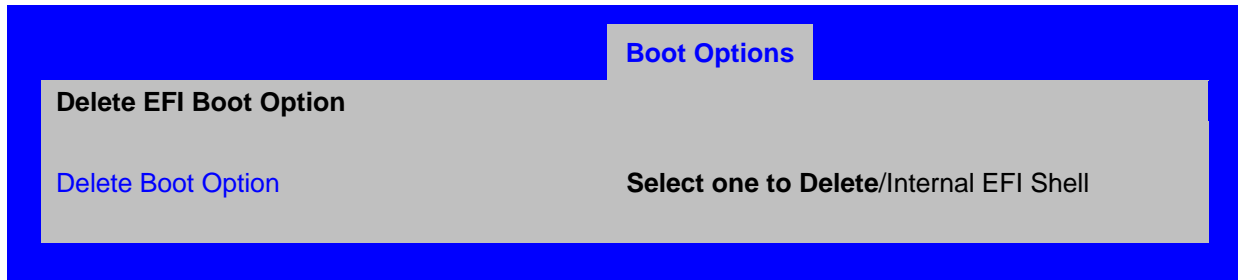 Boot Options
Delete EFI Boot Option
Delete Boot Option Select one to Delete/Internal EFI Shell